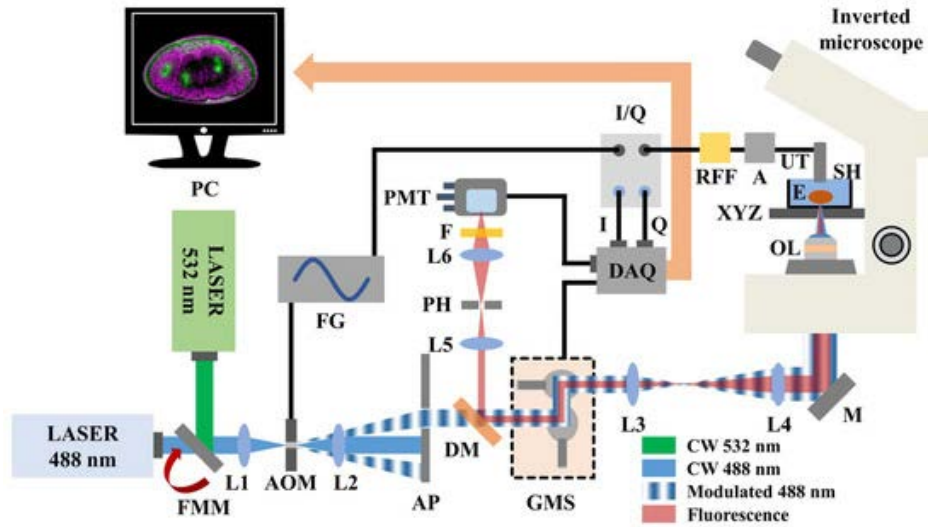 Inverted
microscope
I/Q
UT
SH
RFF
A
E
PC
PMT
I
Q
XYZ
F
OL
L6
DAQ
LASER
532 nm
FG
PH
L5
LASER
488 nm
L3
L4
M
FMM
L1
AOM
L2
AP
DM
GMS
CW 532 nm
CW 488 nm
Modulated 488 nm
Fluorescence